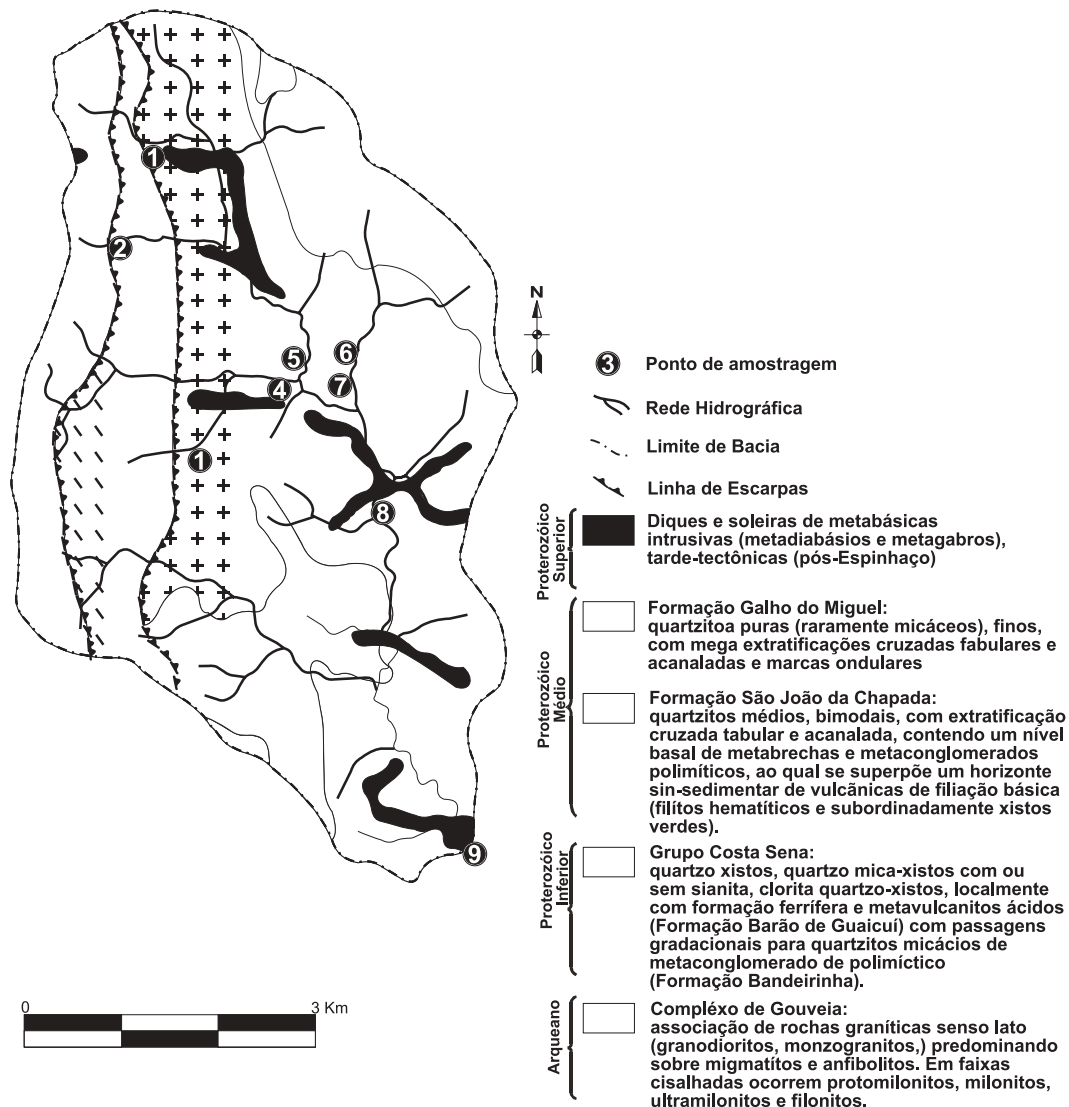 1
2
5
6
4
7
1
8
9
N
3 Ponto de amostragem
Rede Hidrográfica
Limite de Bacia
Linha de Escarpas
Proterozóico
Superior
Diques e soleiras de metabásicas
intrusivas (metadiabásios e metagabros),
tarde-tectônicas (pós-Espinhaço)
Proterozóico
Médio
Formação Galho do Miguel:
quartzitoa puras (raramente micáceos), finos,
com mega extratificações cruzadas fabulares e
acanaladas e marcas ondulares
Formação São João da Chapada:
quartzitos médios, bimodais, com extratificação
cruzada tabular e acanalada, contendo um nível
basal de metabrechas e metaconglomerados
polimíticos, ao qual se superpõe um horizonte
sin-sedimentar de vulcãnicas de filiação básica
(filítos hematíticos e subordinadamente xistos
verdes).
Proterozóico
Inferior
Grupo Costa Sena:
quartzo xistos, quartzo mica-xistos com ou
sem sianita, clorita quartzo-xistos, localmente
com formação ferrífera e metavulcanitos ácidos
(Formação Barão de Guaicuí) com passagens
gradacionais para quartzitos micácios de
metaconglomerado de polimíctico
(Formação Bandeirinha).
Arqueano
Compléxo de Gouveia:
associação de rochas graníticas senso lato
(granodioritos, monzogranitos,) predominando
sobre migmatítos e anfibolitos. Em faixas
cisalhadas ocorrem protomilonitos, milonitos,
ultramilonitos e filonitos.
0 3 Km